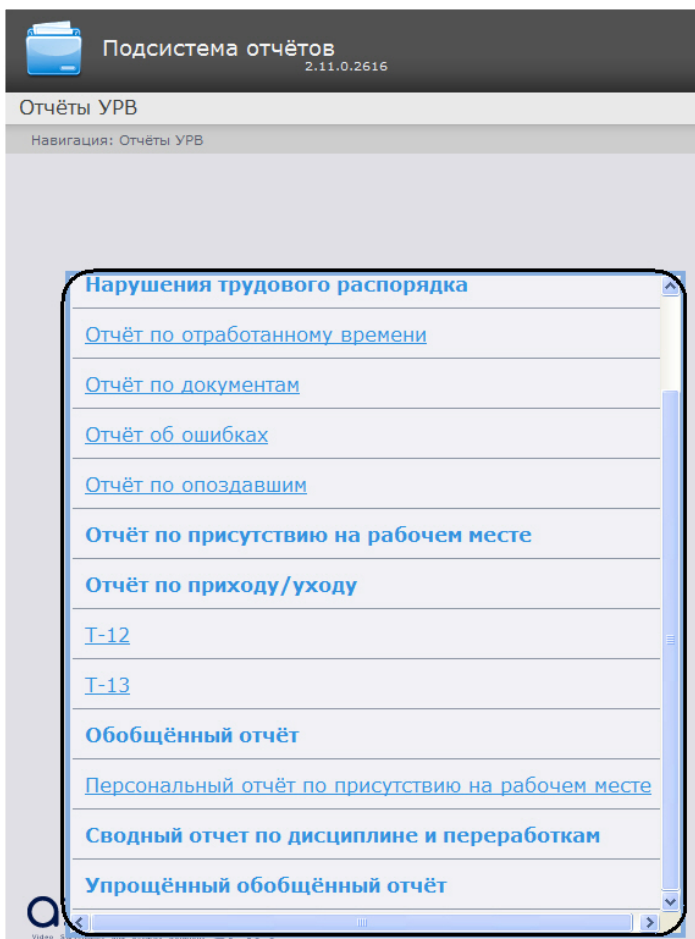 Подсистема отчётов
2.11.0.2616
Отчёты УРВ
Навигация: Отчёты УРВ
Нарушения трудового распорядка
Отчёт по отработанному времени
Отчёт по документам
Отчёт об ошибках
Отчёт по опоздавшим
Отчёт по присутствию на рабочем месте
Отчёт по приходу/уходу
Т-12
Т-13
Обобщённый отчёт
Персональный отчёт по присутствию на рабочем месте
Сводный отчет по дисциплине и переработкам
Упрощённый обобщённый отчёт